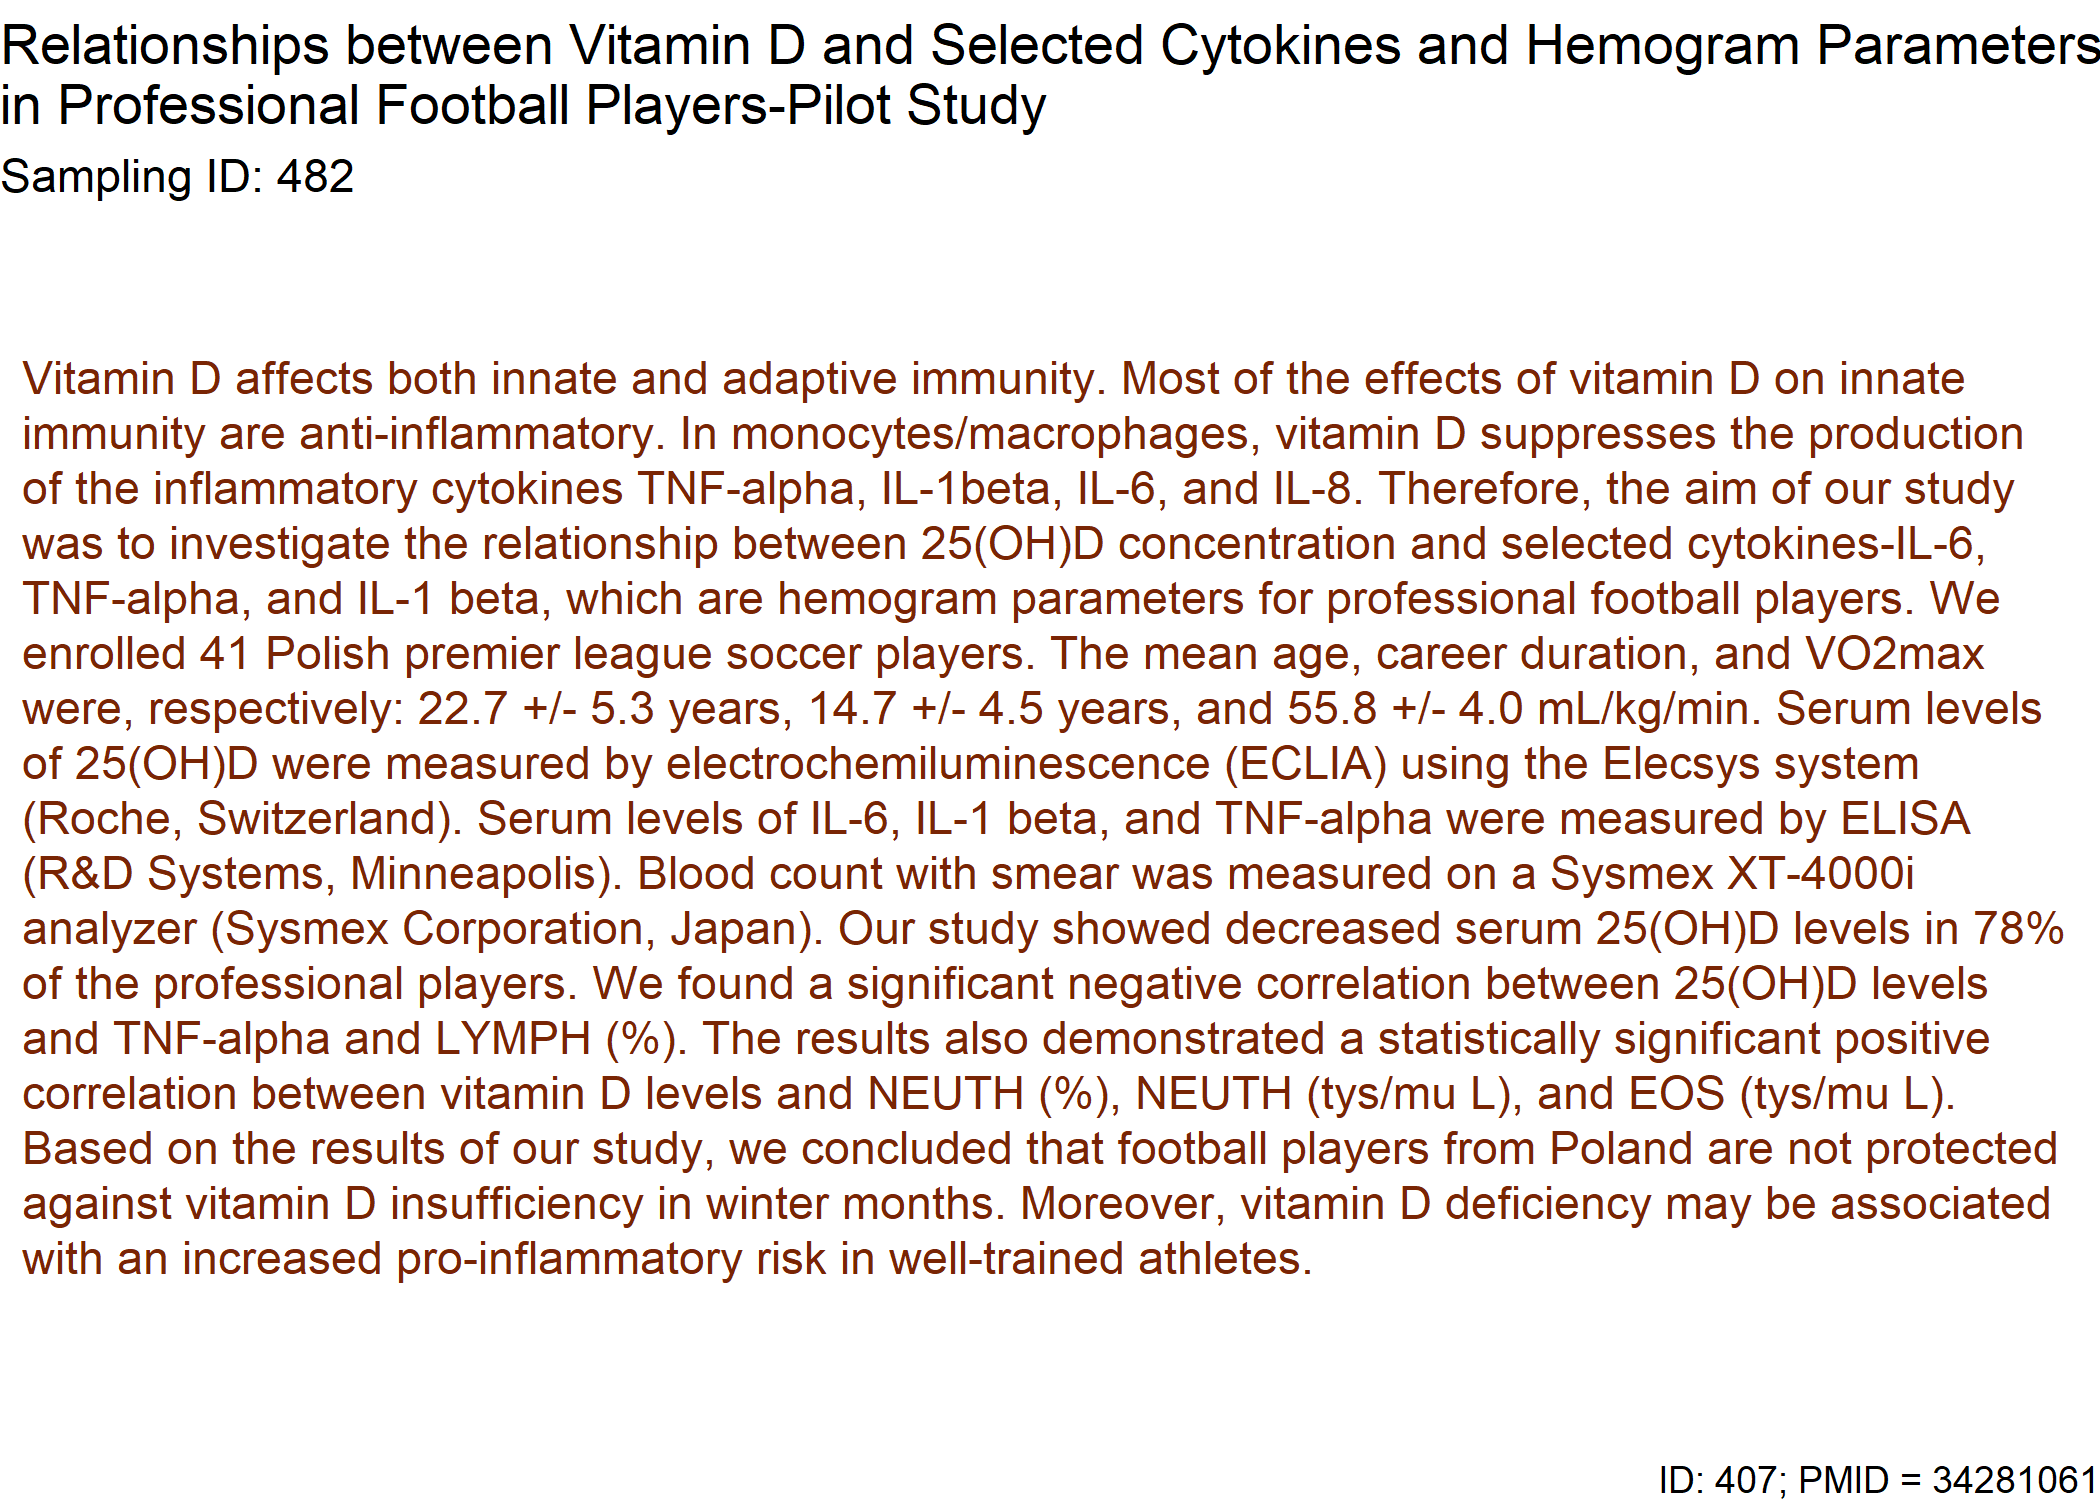 Relationships between Vitamin D and Selected Cytokines and Hemogram Parameters
in Professional Football Players-Pilot Study
Sampling ID: 482
Vitamin D affects both innate and adaptive immunity. Most of the effects of vitamin D on innate
immunity are anti-inflammatory. In monocytes/macrophages, vitamin D suppresses the production
of the inflammatory cytokines TNF-alpha, IL-1beta, IL-6, and IL-8. Therefore, the aim of our study
was to investigate the relationship between 25(OH)D concentration and selected cytokines-IL-6,
TNF-alpha, and IL-1 beta, which are hemogram parameters for professional football players. We
enrolled 41 Polish premier league soccer players. The mean age, career duration, and VO2max
were, respectively: 22.7 +/- 5.3 years, 14.7 +/- 4.5 years, and 55.8 +/- 4.0 mL/kg/min. Serum levels
of 25(OH)D were measured by electrochemiluminescence (ECLIA) using the Elecsys system
(Roche, Switzerland). Serum levels of IL-6, IL-1 beta, and TNF-alpha were measured by ELISA
(R&D Systems, Minneapolis). Blood count with smear was measured on a Sysmex XT-4000i
analyzer (Sysmex Corporation, Japan). Our study showed decreased serum 25(OH)D levels in 78%
of the professional players. We found a significant negative correlation between 25(OH)D levels
and TNF-alpha and LYMPH (%). The results also demonstrated a statistically significant positive
correlation between vitamin D levels and NEUTH (%), NEUTH (tys/mu L), and EOS (tys/mu L).
Based on the results of our study, we concluded that football players from Poland are not protected
against vitamin D insufficiency in winter months. Moreover, vitamin D deficiency may be associated
with an increased pro-inflammatory risk in well-trained athletes.
ID: 407; PMID = 34281061